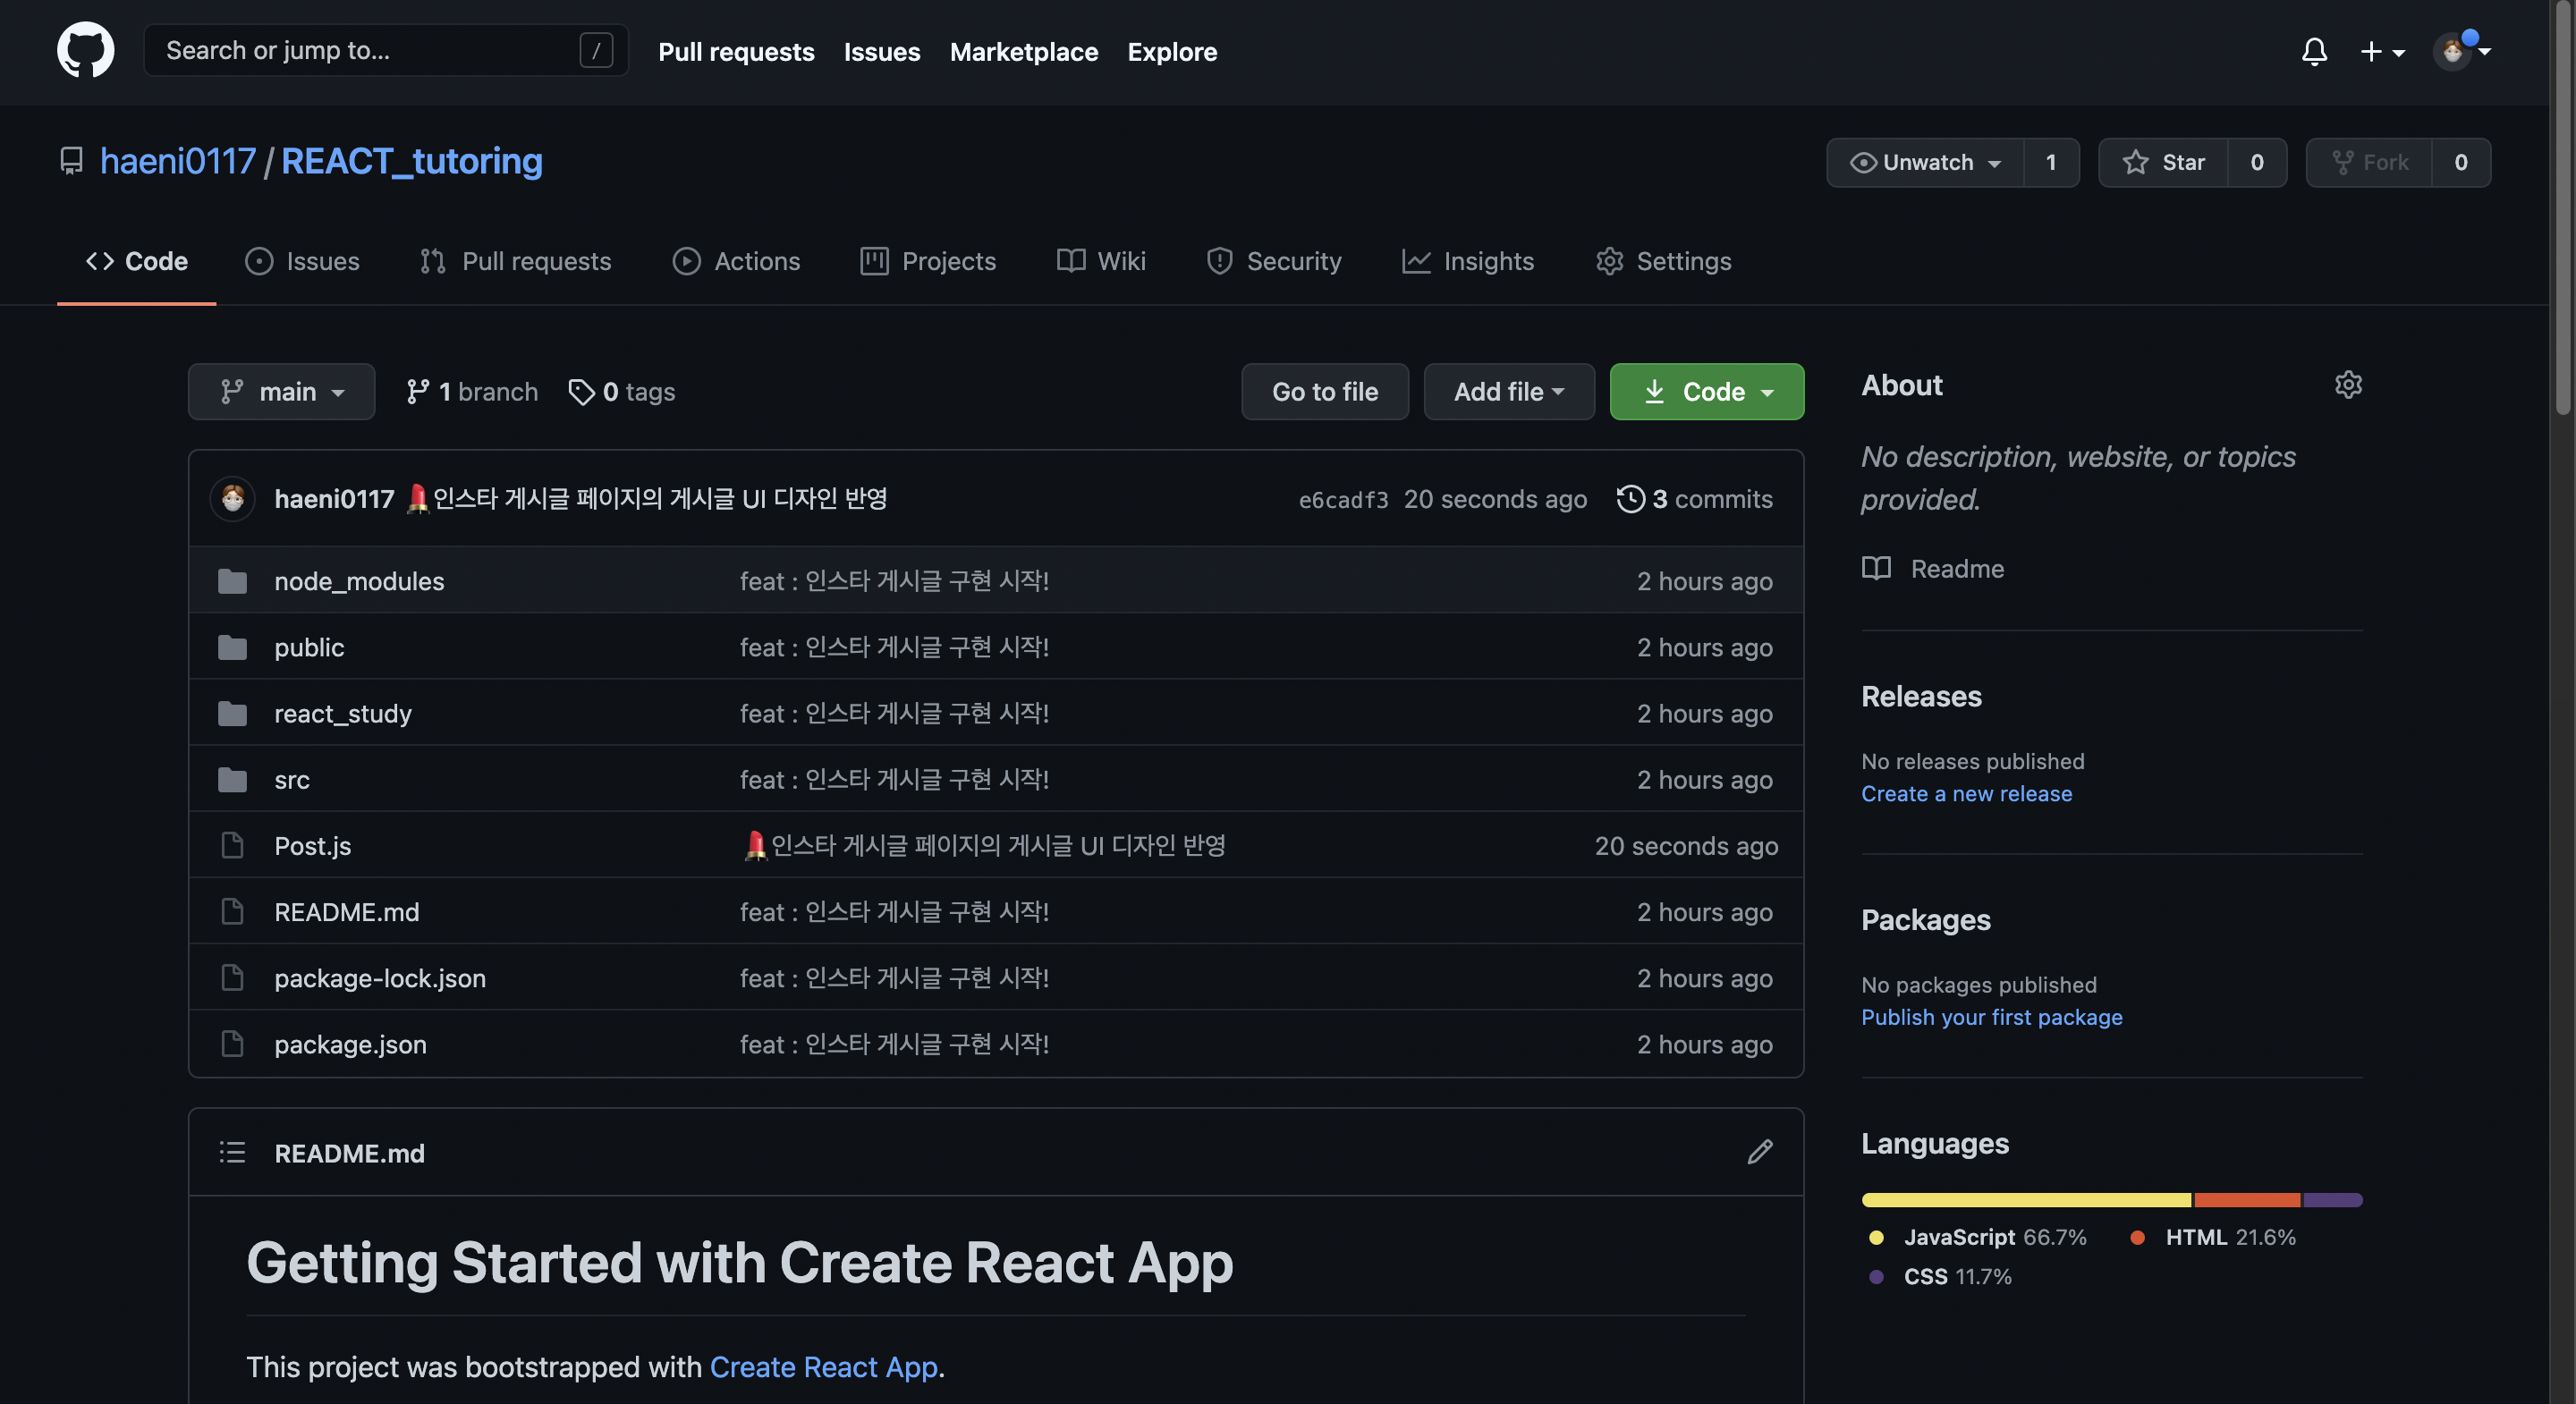 Search or jump to... /
Pull requests Issues Marketplace Explore
haeni0117 / REACT_tutoring
Unwatch 1 Star 0 Fork 0
Code Issues Pull requests Actions Projects Wiki Security Insights Settings
main 1 branch 0 tags Go to file Add file Code
haeni0117 💄인스타 게시글 페이지의 게시글 UI 디자인 반영 e6cadf3 20 seconds ago 3 commits
node_modules feat : 인스타 게시글 구현 시작! 2 hours ago
public feat : 인스타 게시글 구현 시작! 2 hours ago
react_study feat : 인스타 게시글 구현 시작! 2 hours ago
src feat : 인스타 게시글 구현 시작! 2 hours ago
Post.js 💄인스타 게시글 페이지의 게시글 UI 디자인 반영 20 seconds ago
README.md feat : 인스타 게시글 구현 시작! 2 hours ago
package-lock.json feat : 인스타 게시글 구현 시작! 2 hours ago
package.json feat : 인스타 게시글 구현 시작! 2 hours ago
README.md
Getting Started with Create React App
This project was bootstrapped with Create React App.
About
No description, website, or topics
provided.
Readme
Releases
No releases published
Create a new release
Packages
No packages published
Publish your first package
Languages
JavaScript 66.7% HTML 21.6%
CSS 11.7%